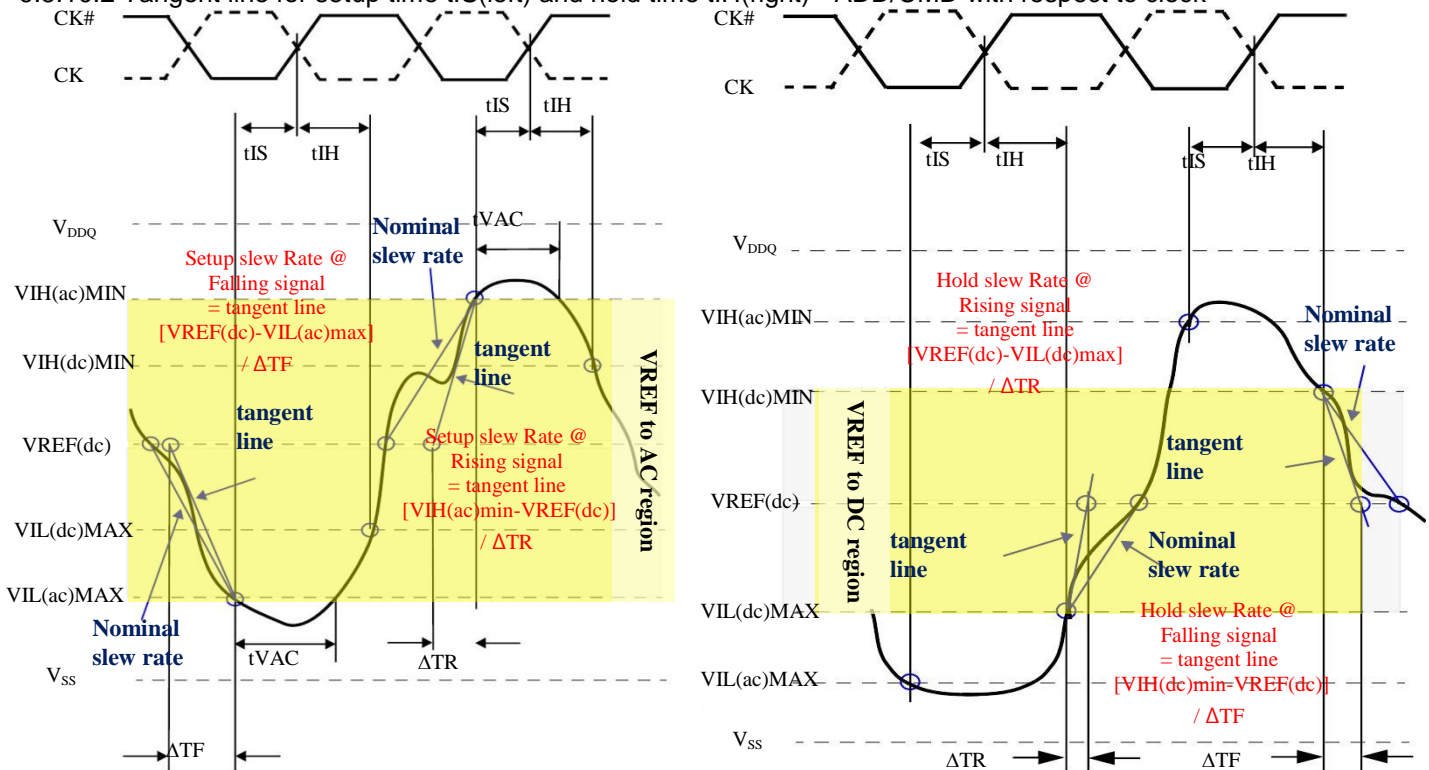 CK#
CK
tIS
tIH
tIS
tIH
VDDQ
tVAC
Nominal
slew rate
Setup slew Rate @
Falling signal
= tangent line
[VREF(dc)-VIL(ac)max]
/ ΔTF
VIH(ac)MIN
VIH(dc)MIN
tangent
line
tangent
line
VREF(dc)
Setup slew Rate @
Rising signal
= tangent line
[VIH(ac)min-VREF(dc)]
/ ΔTR
VREF to AC region
VIL(dc)MAX
VIL(ac)MAX
Nominal
slew rate
tVAC
ΔTR
VSS
ΔTF
CK#
CK
tIS
tIH
tIS
tIH
VDDQ
Hold slew Rate @
Rising signal
= tangent line
[VREF(dc)-VIL(dc)max]
/ ΔTR
VIH(ac)MIN
Nominal
slew rate
VIH(dc)MIN
VREF to DC region
tangent
line
VREF(dc)
tangent
line
Nominal
slew rate
VIL(dc)MAX
Hold slew Rate @
Falling signal
= tangent line
[VIH(dc)min-VREF(dc)]
/ ΔTF
VIL(ac)MAX
VSS
ΔTR
ΔTF